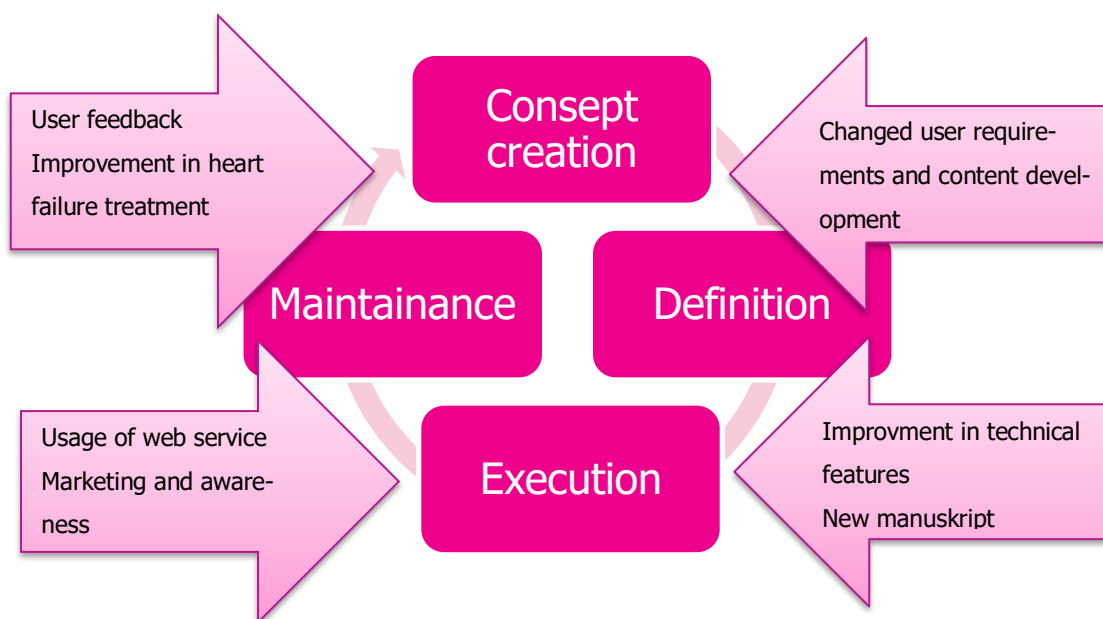 Consept
creation
User feedback
Improvement in heart
failure treatment
Changed user require-
ments and content devel-
opment
Maintainance
Definition
Usage of web service
Marketing and aware-
ness
Execution
Improvment in technical
features
New manuskript